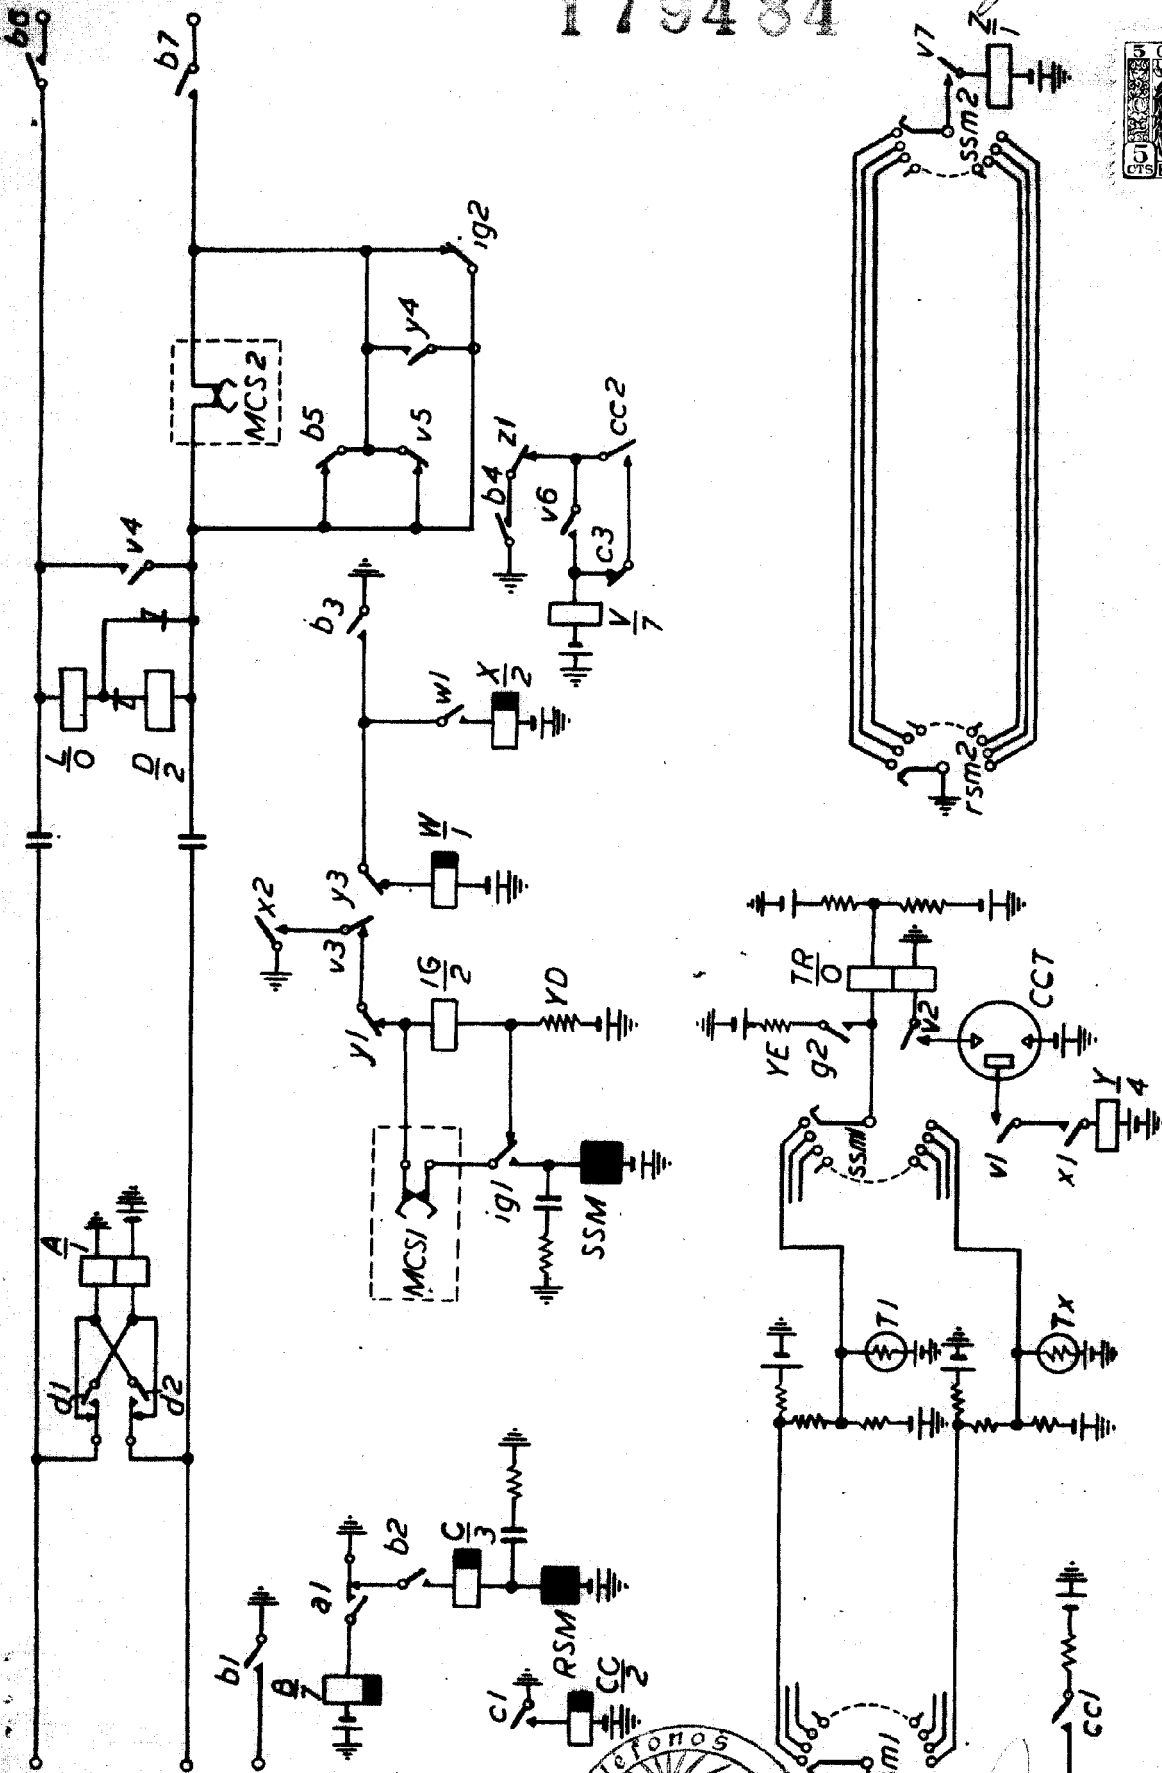 179484
b6
b7
v7
Z
1
ssm2
5
5
CTS
ig2
y4
MCS2
b5
v5
z1
cc2
b4
v6
c3
v4
b3
V
7
L
0
D
2
w1
X
2
rsm2
W
1
y3
x2
v3
IG
2
YD
y1
TR
0
CCT
v2
YE
g2
Y
4
ssm1
v1
x1
MCS1
ig1
SSM
A
1
d1
d2
T1
Tx
C
3
b2
a1
b1
B
7
RSM
CC
2
c1
cc1
m1
efonos